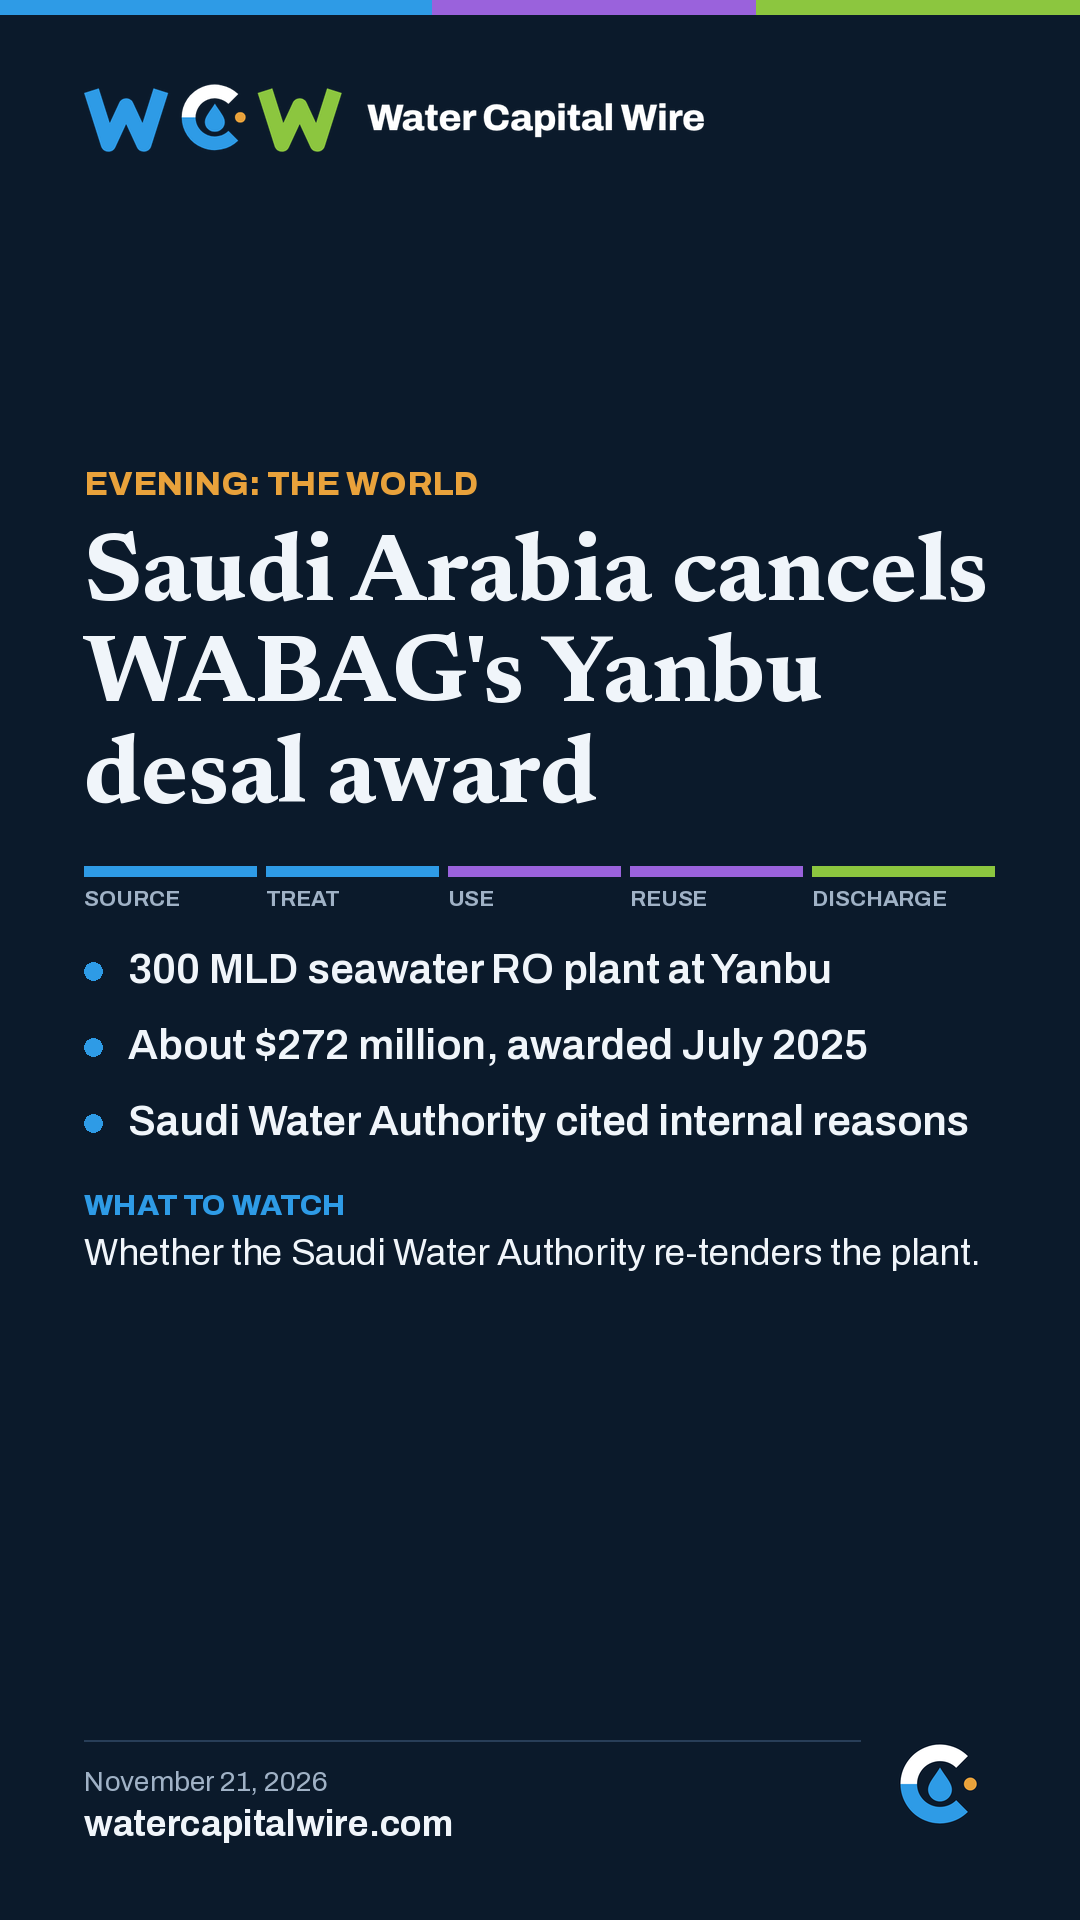 WCW Water Capital Wire
EVENING: THE WORLD
Saudi Arabia cancels
WABAG's Yanbu
desal award
SOURCE TREAT USE REUSE DISCHARGE
300 MLD seawater RO plant at Yanbu
About $272 million, awarded July 2025
Saudi Water Authority cited internal reasons
WHAT TO WATCH
Whether the Saudi Water Authority re-tenders the plant.
November 21, 2026
watercapitalwire.com